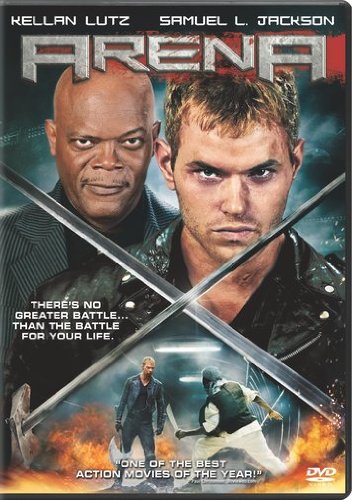 KELLAN LUTZ SAMUEL L. JACKSON
ARENA
THERE'S NO
GREATER BATTLE...
THAN THE BATTLE
FOR YOUR LIFE.
"ONE OF THE BEST
ACTION MOVIES OF THE YEAR!"
DVD
VIDEO